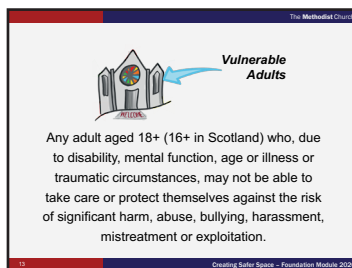 The Methodist Church
Vulnerable
Adults
WELCOME
Any adult aged 18+ (16+ in Scotland) who, due
to disability, mental function, age or illness or
traumatic circumstances, may not be able to
take care or protect themselves against the risk
of significant harm, abuse, bullying, harassment,
mistreatment or exploitation.
13
Creating Safer Space – Foundation Module 202